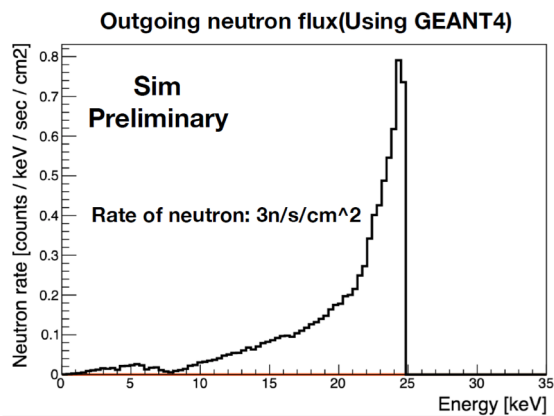 Outgoing neutron flux(Using GEANT4)
Neutron rate [counts / keV / sec / cm2]
0.8
0.7
0.6
0.5
0.4
0.3
0.2
0.1
0
Sim
Preliminary
Rate of neutron: 3n/s/cm^2
0 5 10 15 20 25 30 35
Energy [keV]